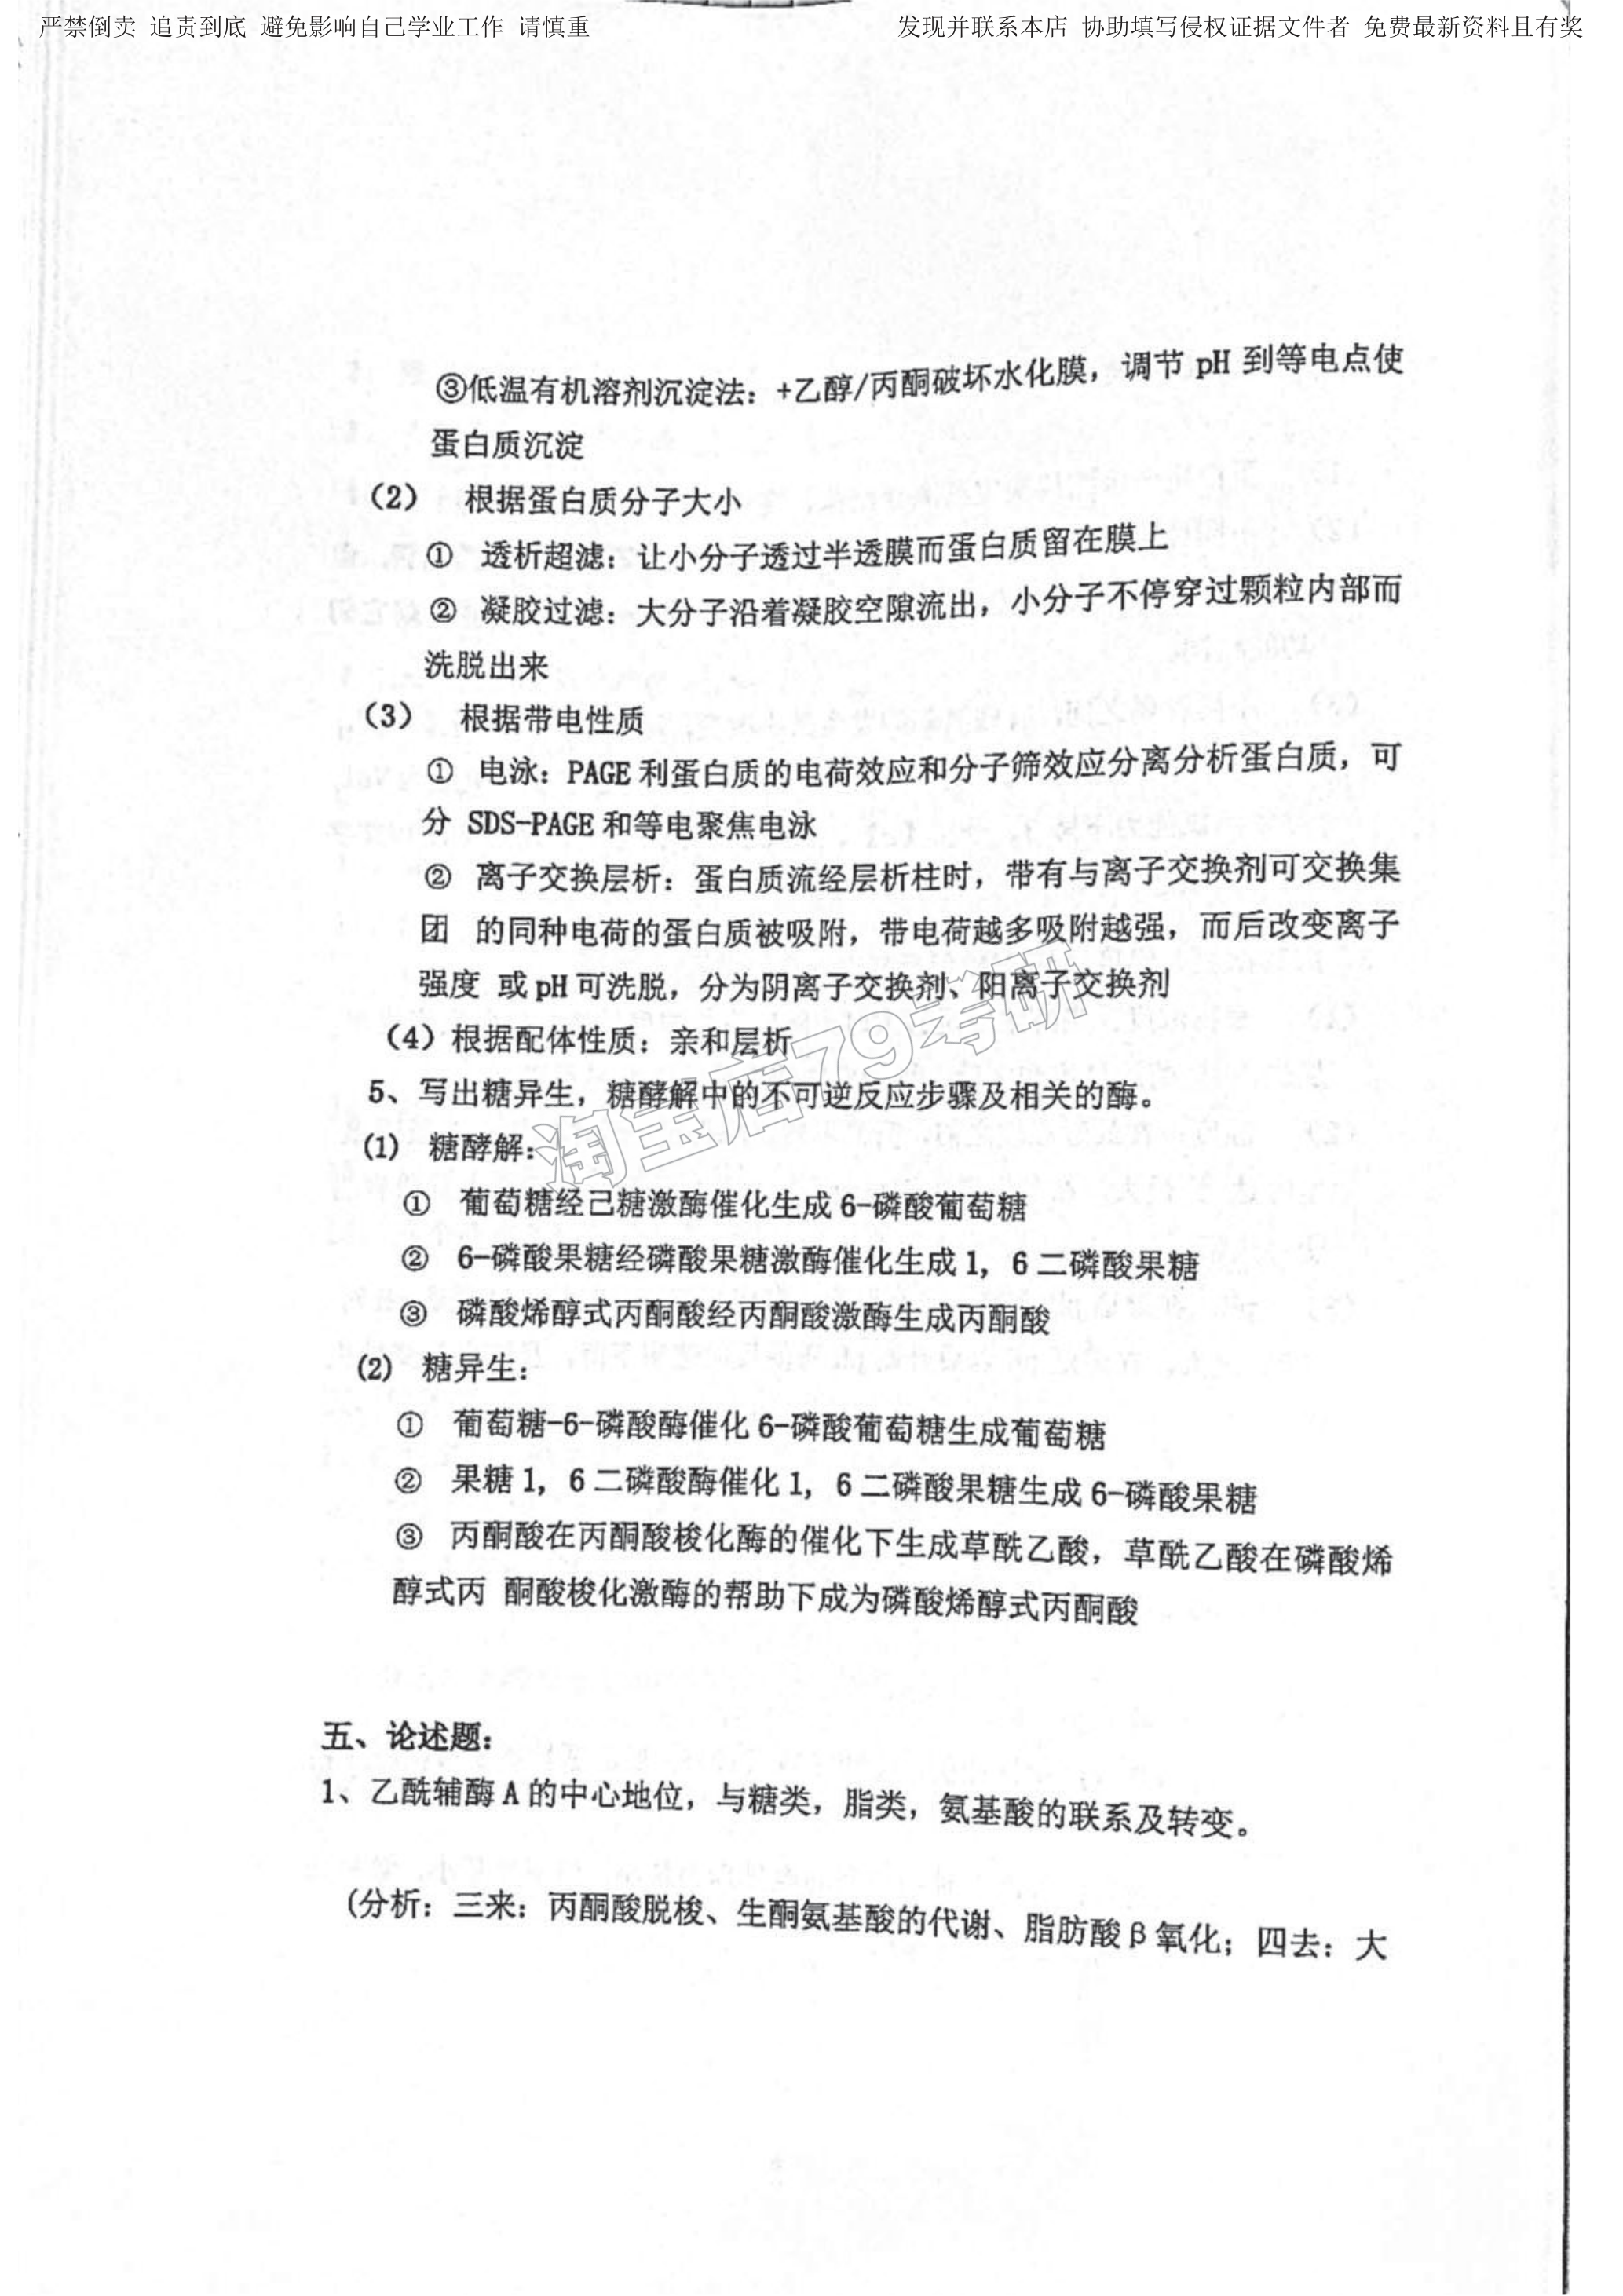 严禁倒卖 追责到底 避免影响自己学业工作 请慎重
发现并联系本店 协助填写侵权证据文件者 免费最新资料且有奖
③低温有机溶剂沉淀法：+乙醇/丙酮破坏水化膜，调节 pH 到等电点使
蛋白质沉淀
（2） 根据蛋白质分子大小
① 透析超滤：让小分子透过半透膜而蛋白质留在膜上
② 凝胶过滤：大分子沿着凝胶空隙流出，小分子不停穿过颗粒内部而
洗脱出来
（3） 根据带电性质
① 电泳：PAGE 利蛋白质的电荷效应和分子筛效应分离分析蛋白质，可
分 SDS-PAGE 和等电聚焦电泳
② 离子交换层析：蛋白质流经层析柱时，带有与离子交换剂可交换集
团 的同种电荷的蛋白质被吸附，带电荷越多吸附越强，而后改变离子
强度 或 pH 可洗脱，分为阴离子交换剂、阳离子交换剂
（4）根据配体性质：亲和层析
淘宝店79考研
5、写出糖异生，糖酵解中的不可逆反应步骤及相关的酶。
(1) 糖酵解：
① 葡萄糖经己糖激酶催化生成 6-磷酸葡萄糖
② 6-磷酸果糖经磷酸果糖激酶催化生成 1，6 二磷酸果糖
③ 磷酸烯醇式丙酮酸经丙酮酸激酶生成丙酮酸
(2) 糖异生：
① 葡萄糖-6-磷酸酶催化 6-磷酸葡萄糖生成葡萄糖
② 果糖 1，6 二磷酸酶催化 1，6 二磷酸果糖生成 6-磷酸果糖
③ 丙酮酸在丙酮酸梭化酶的催化下生成草酰乙酸，草酰乙酸在磷酸烯
醇式丙 酮酸梭化激酶的帮助下成为磷酸烯醇式丙酮酸
五、论述题：
1、乙酰辅酶 A 的中心地位，与糖类，脂类，氨基酸的联系及转变。
(分析：三来：丙酮酸脱梭、生酮氨基酸的代谢、脂肪酸 β 氧化；四去：大